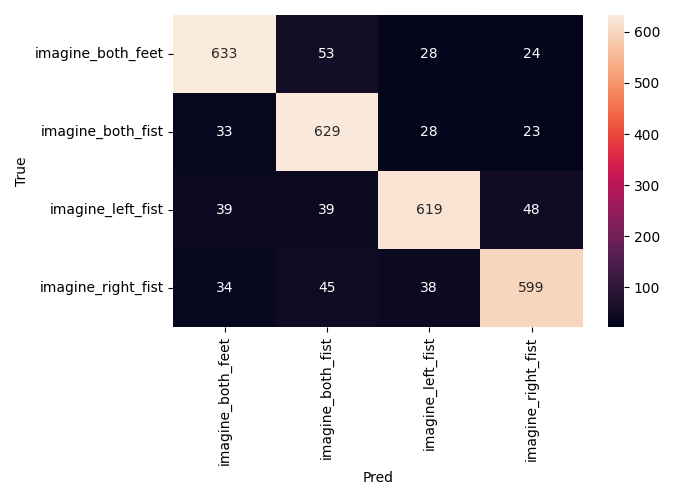 imagine_both_feet 633 53 28 24
imagine_both_fist 33 629 28 23
imagine_left_fist 39 39 619 48
imagine_right_fist 34 45 38 599
True
imagine_both_feet
imagine_both_fist
imagine_left_fist
imagine_right_fist
Pred
600
500
400
300
200
100